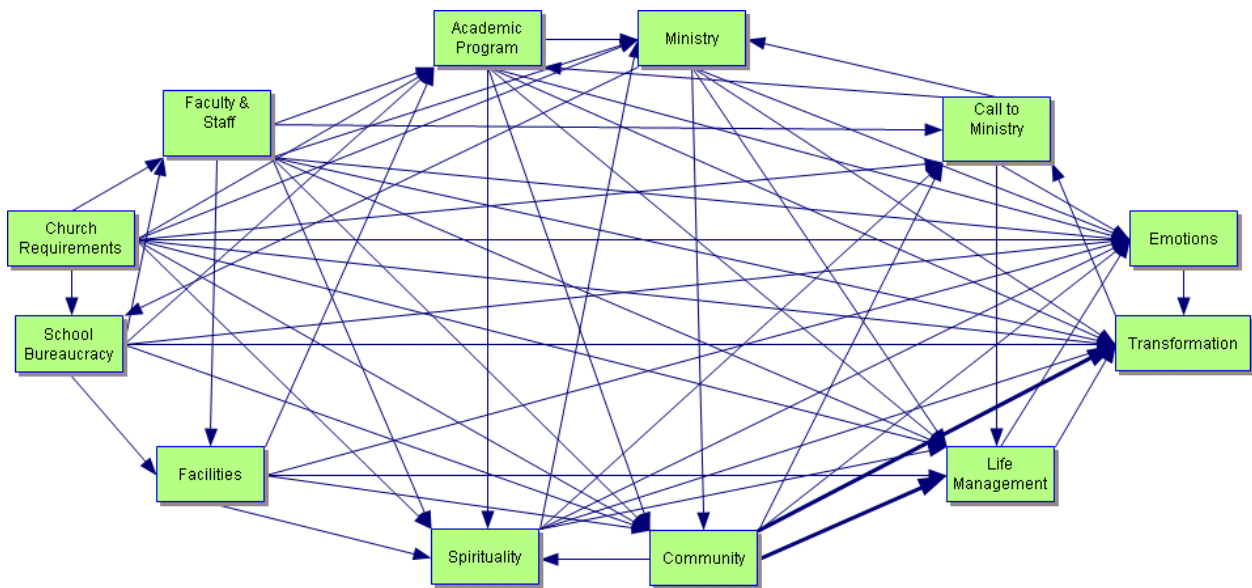 Academic
Program
Ministry
Faculty &
Staff
Call to
Ministry
Church
Requirements
Emotions
School
Bureaucracy
Transformation
Facilities
Life
Management
Spirituality
Community